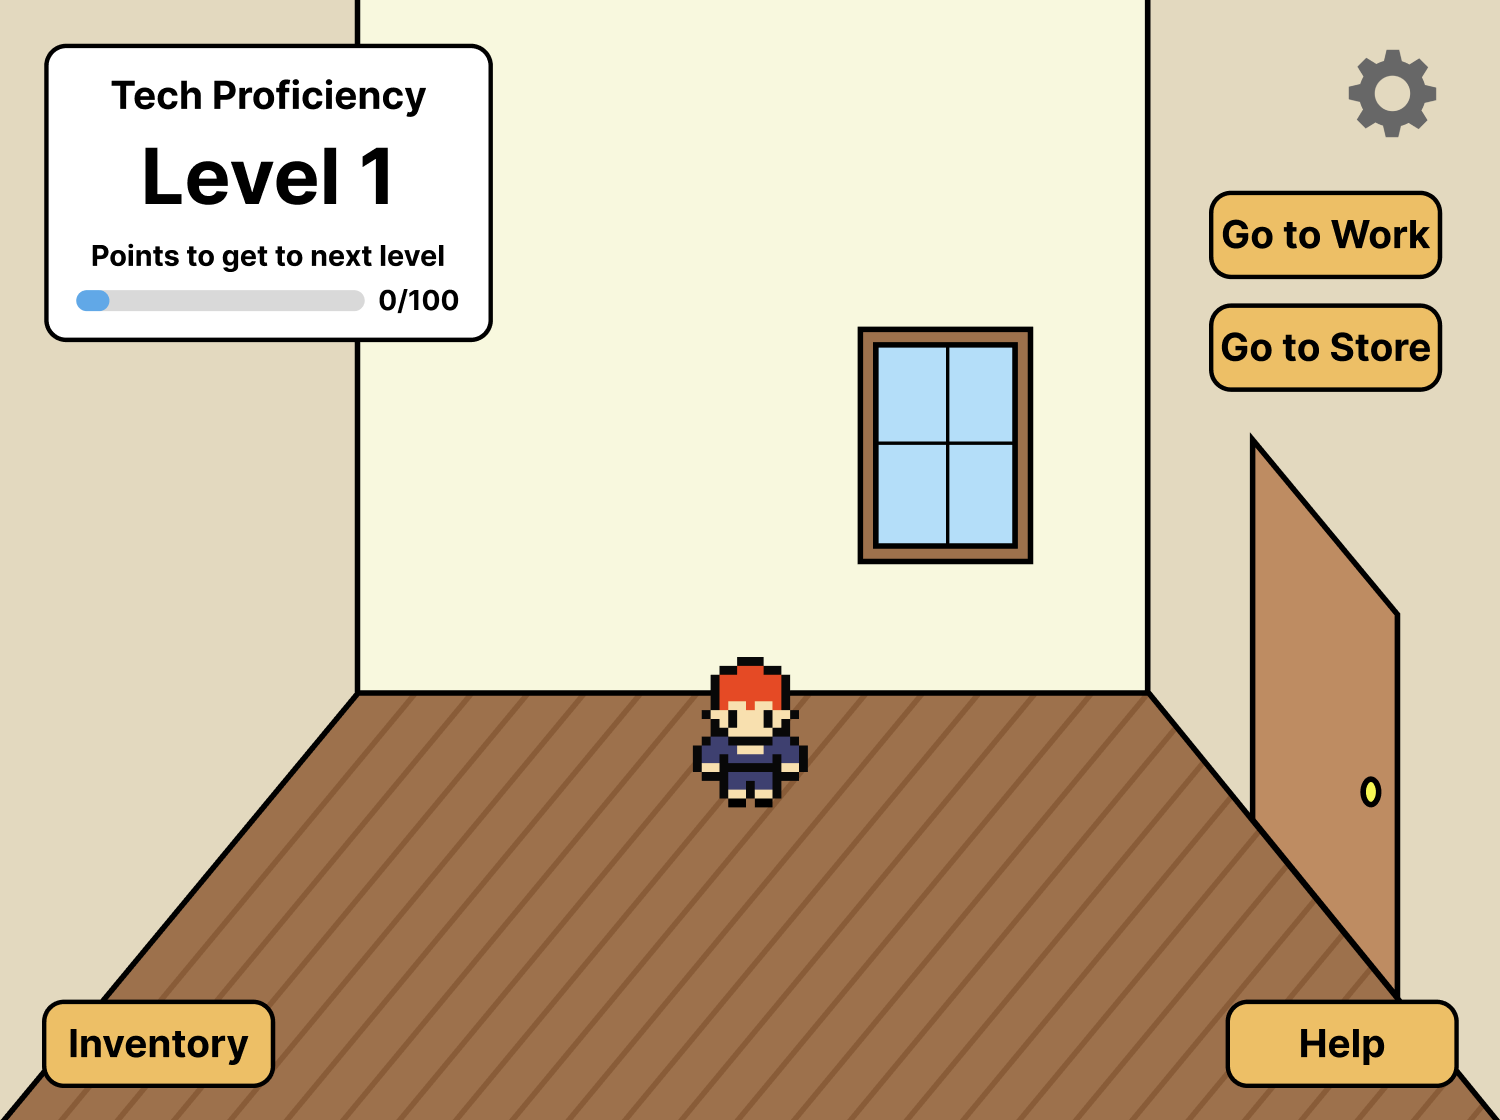 Tech Proficiency
Level 1
Points to get to next level
0/100
Go to Work
Go to Store
Inventory
Help